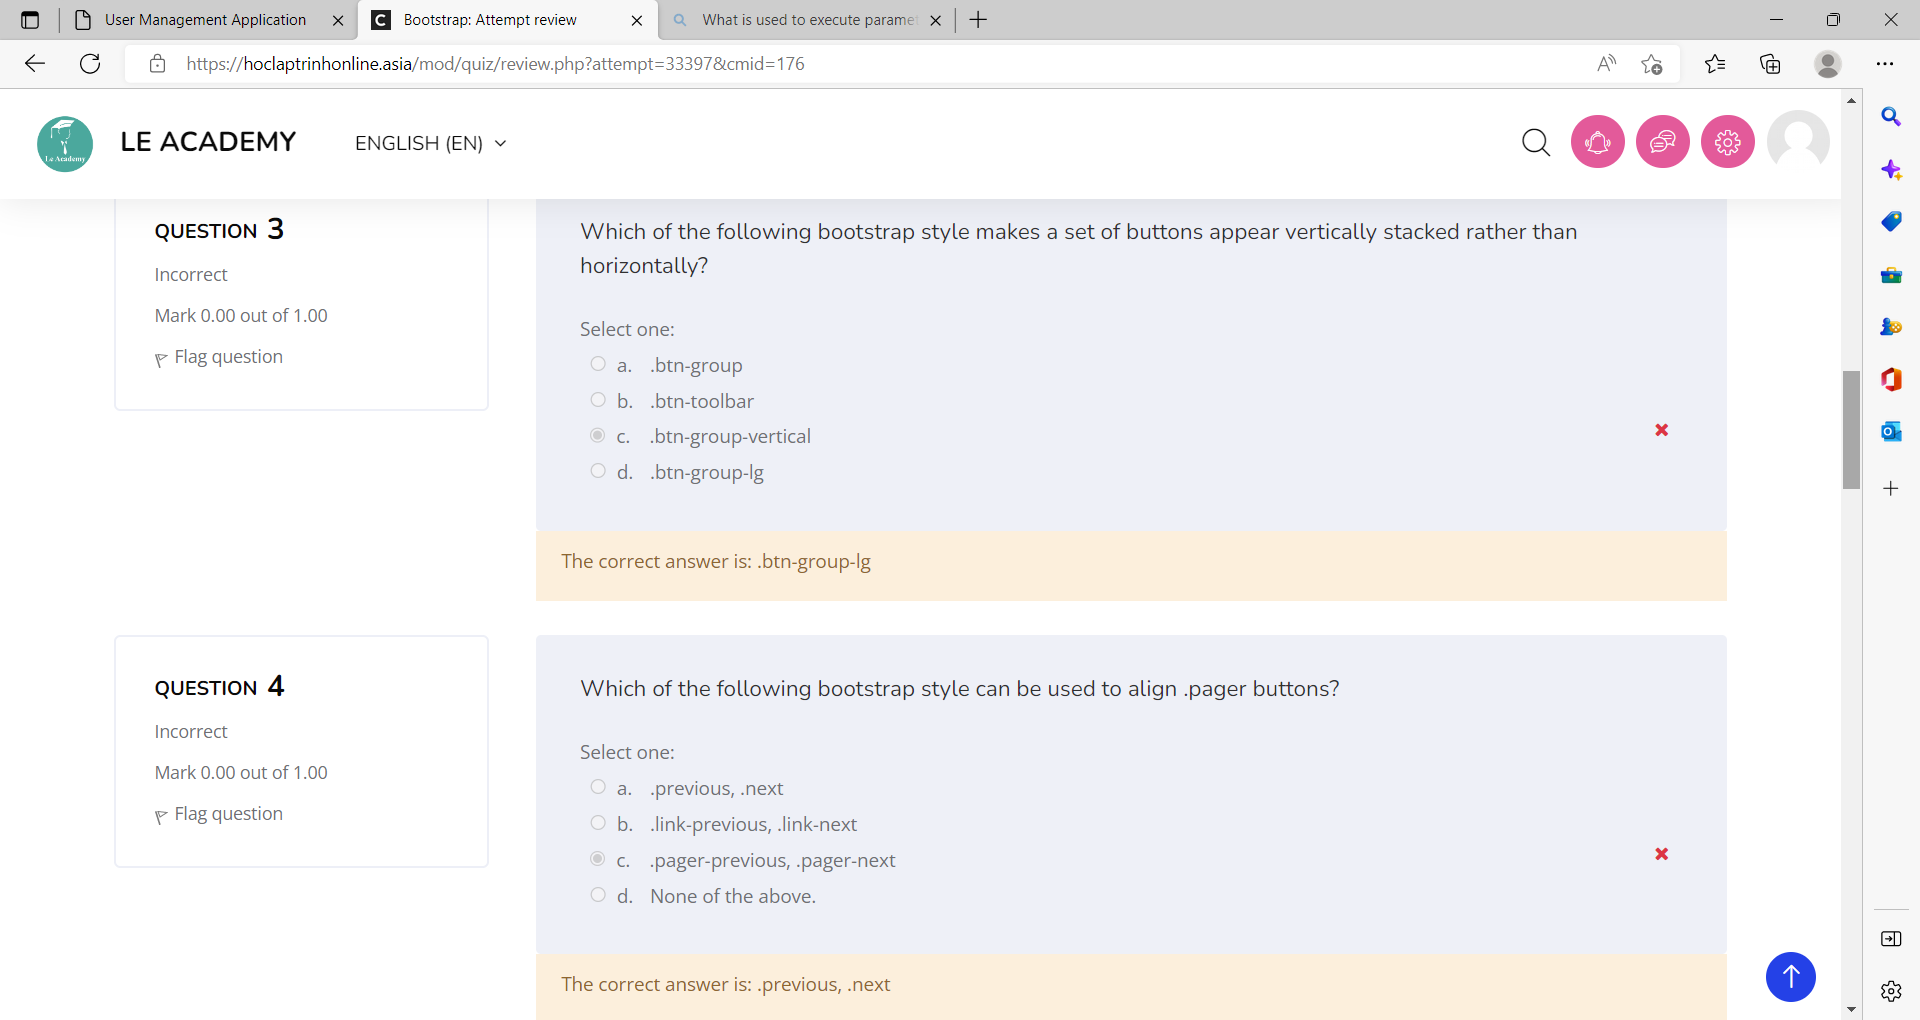 User Management Application
Bootstrap: Attempt review
What is used to execute parame
https://hoclaptrinhonline.asia/mod/quiz/review.php?attempt=33397&cmid=176
Le Academy
LE ACADEMY
ENGLISH (EN)
QUESTION 3
Incorrect
Mark 0.00 out of 1.00
Flag question
Which of the following bootstrap style makes a set of buttons appear vertically stacked rather than
horizontally?
Select one:
a. .btn-group
b. .btn-toolbar
c. .btn-group-vertical
d. .btn-group-lg
The correct answer is: .btn-group-lg
QUESTION 4
Incorrect
Mark 0.00 out of 1.00
Flag question
Which of the following bootstrap style can be used to align .pager buttons?
Select one:
a. .previous, .next
b. .link-previous, .link-next
c. .pager-previous, .pager-next
d. None of the above.
The correct answer is: .previous, .next